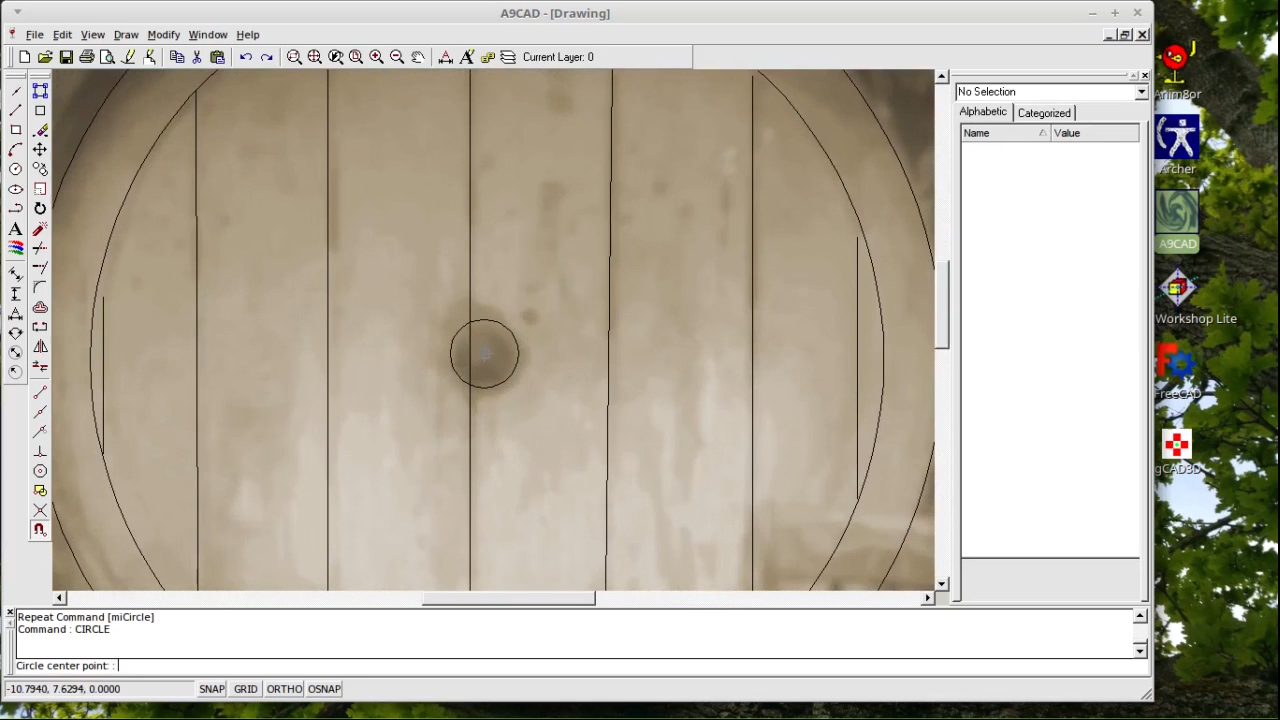 A9CAD - [Drawing]
File Edit View Draw Modify Window Help
Current Layer: 0
No Selection
Alphabetic Categorized
Name Value
Anim8or
Archer
A9CAD
Workshop Lite
FreeCAD
gCAD3D
Repeat Command [miCircle]
Command : CIRCLE
Circle center point: :
-10.7940, 7.6294, 0.0000 SNAP GRID ORTHO OSNAP